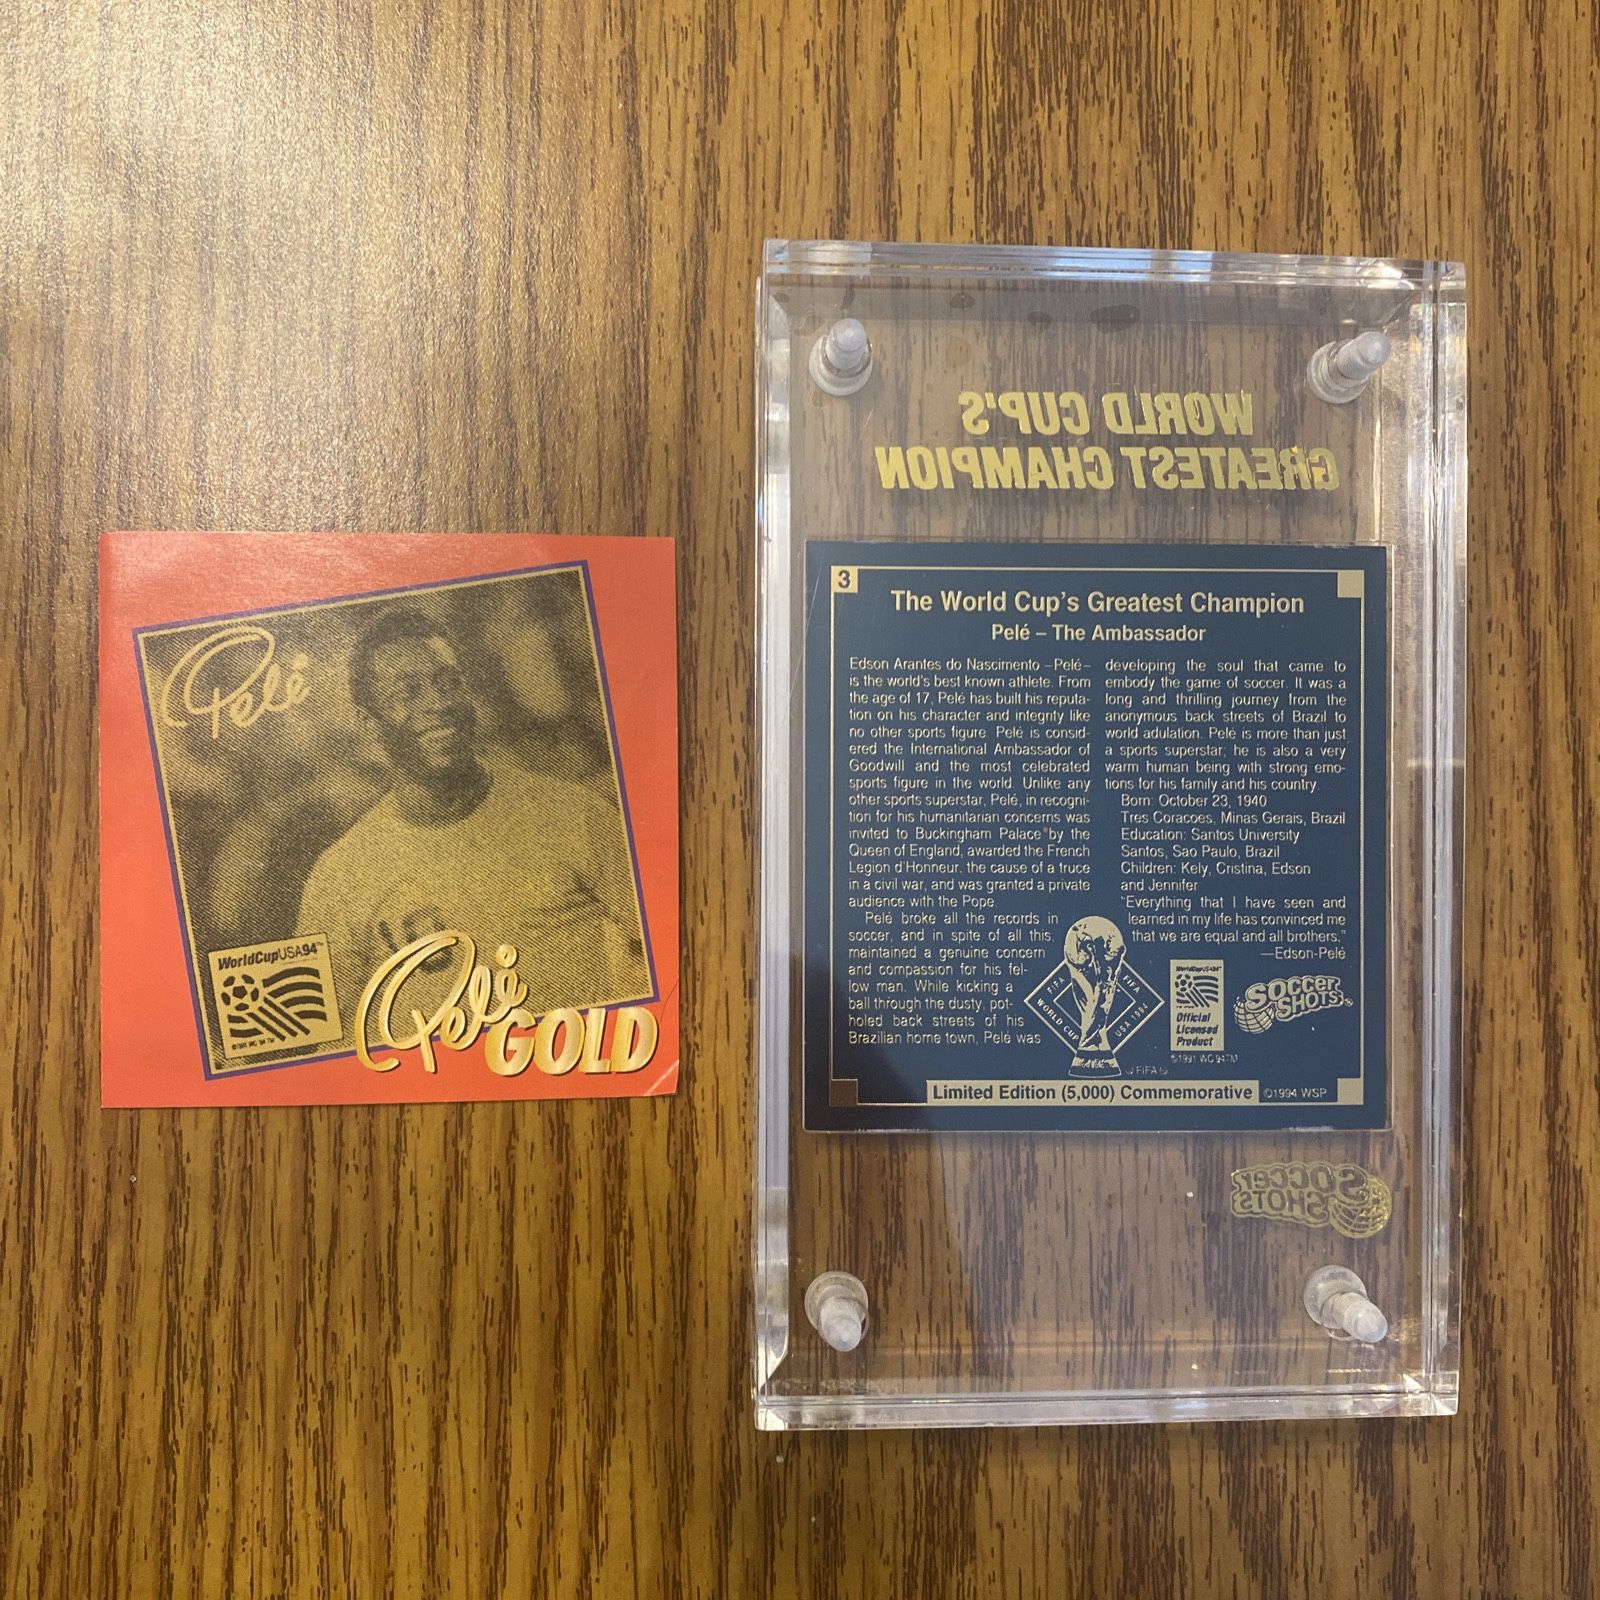 Pelé
WorldCupUSA94™
©1991 WC '94 TM
Pelé
GOLD
WORLD CUP'S
GREATEST CHAMPION
3
The World Cup's Greatest Champion
Pelé – The Ambassador
Edson Arantes do Nascimento –Pelé–
is the world's best known athlete. From
the age of 17, Pelé has built his reputa-
tion on his character and integrity like
no other sports figure. Pelé is consid-
ered the International Ambassador of
Goodwill and the most celebrated
sports figure in the world. Unlike any
other sports superstar, Pelé, in recogni-
tion for his humanitarian concerns was
invited to Buckingham Palace by the
Queen of England, awarded the French
Legion d'Honneur. the cause of a truce
in a civil war, and was granted a private
audience with the Pope.
Pelé broke all the records in
soccer, and in spite of all this,
maintained a genuine concern
and compassion for his fel-
low man. While kicking a
ball through the dusty, pot-
holed back streets of his
Brazilian home town, Pelé was
developing the soul that came to
embody the game of soccer. It was a
long and thrilling journey from the
anonymous back streets of Brazil to
world adulation. Pelé is more than just
a sports superstar; he is also a very
warm human being with strong emo-
tions for his family and his country.
Born: October 23, 1940
Tres Coracoes, Minas Gerais, Brazil
Education: Santos University
Santos, Sao Paulo, Brazil
Children: Kely, Cristina, Edson
and Jennifer
"Everything that I have seen and
learned in my life has convinced me
that we are equal and all brothers."
—Edson-Pelé
FIFA FIFA
WORLD CUP USA 1994
© FIFA
WorldCupUSA94™
Official
Licensed
Product
©1991 WC '94 TM
SOCCER
SHOTS®
Limited Edition (5,000) Commemorative
©1994 WSP
SOCCER
SHOTS